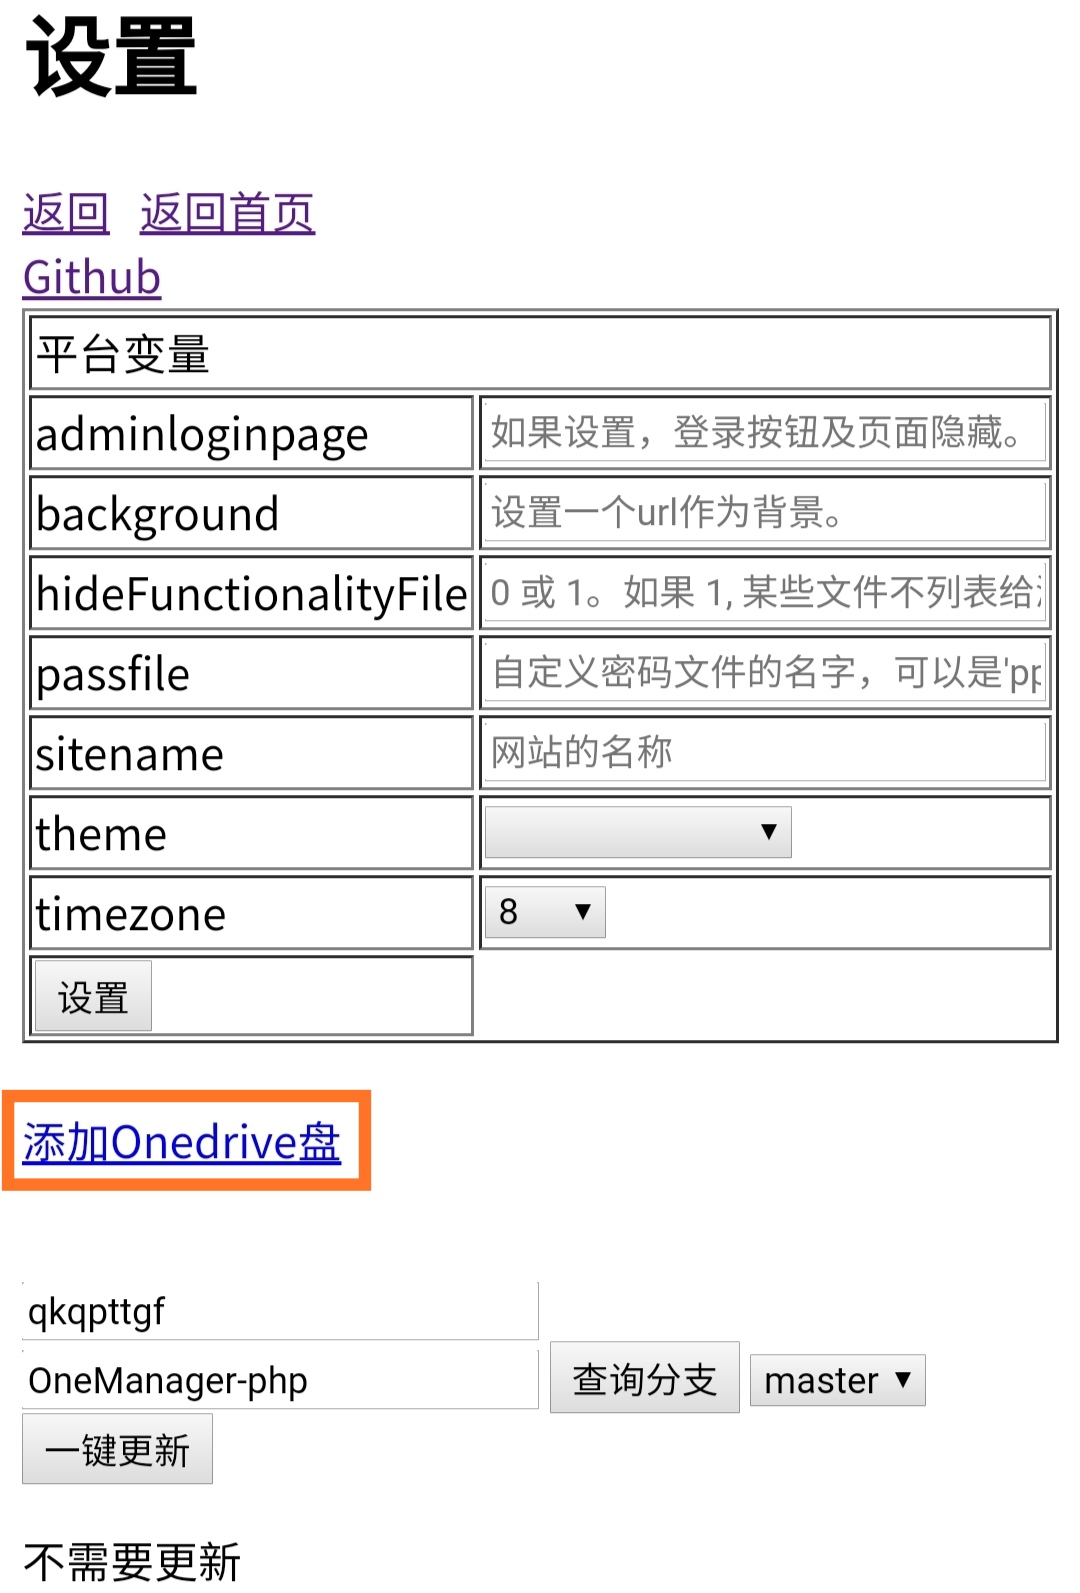 设置
返回 返回首页
Github
平台变量
adminloginpage 如果设置，登录按钮及页面隐藏。
background 设置一个url作为背景。
hideFunctionalityFile 0 或 1。如果 1, 某些文件不列表给
passfile 自定义密码文件的名字，可以是'pp
sitename 网站的名称
theme
timezone 8
设置
添加Onedrive盘
qkqpttgf
OneManager-php 查询分支 master
一键更新
不需要更新